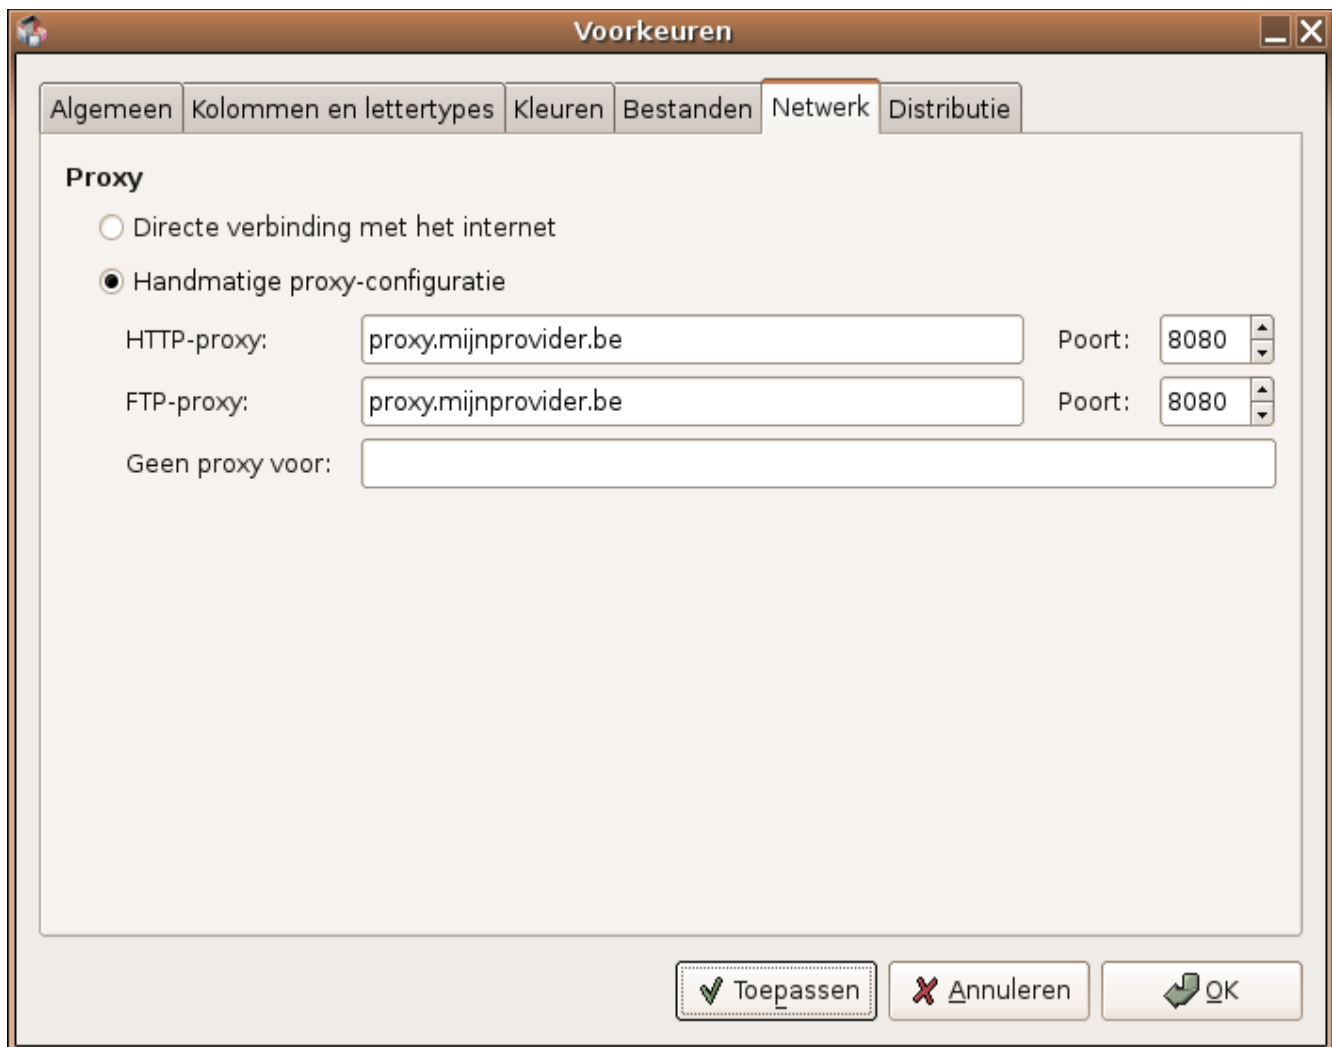 Voorkeuren
Algemeen Kolommen en lettertypes Kleuren Bestanden Netwerk Distributie
Proxy
Directe verbinding met het internet
Handmatige proxy-configuratie
HTTP-proxy: proxy.mijnprovider.be Poort: 8080
FTP-proxy: proxy.mijnprovider.be Poort: 8080
Geen proxy voor:
Toepassen Annuleren OK